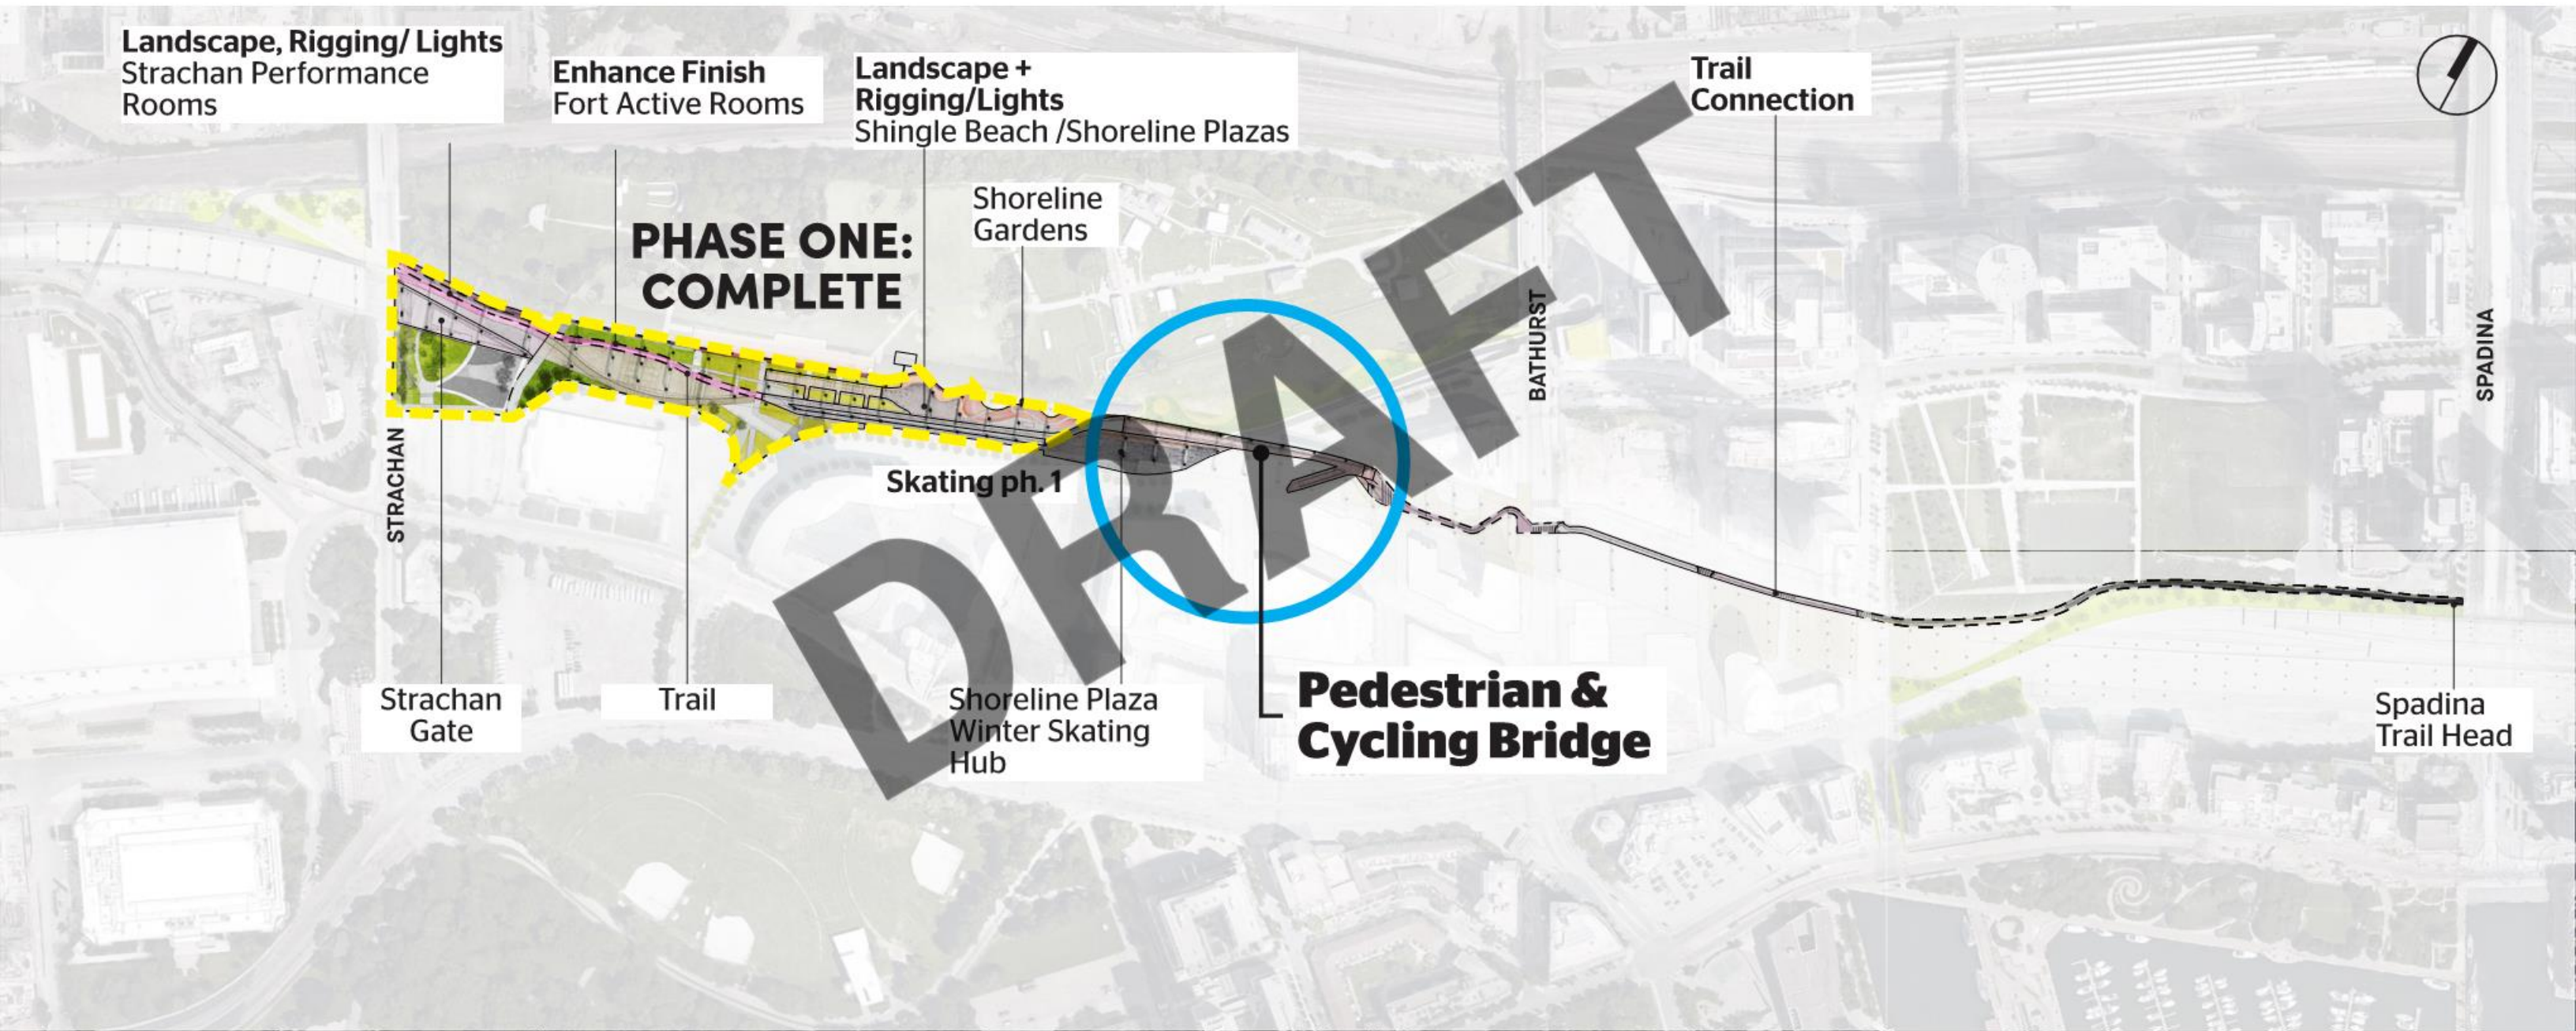 Landscape, Rigging/ Lights
Strachan Performance
Rooms
Enhance Finish
Fort Active Rooms
Landscape +
Rigging/Lights
Shingle Beach /Shoreline Plazas
Trail
Connection
Shoreline
Gardens
PHASE ONE:
COMPLETE
DRAFT
BATHURST
SPADINA
STRACHAN
Skating ph. 1
Strachan
Gate
Trail
Shoreline Plaza
Winter Skating
Hub
Pedestrian &
Cycling Bridge
Spadina
Trail Head